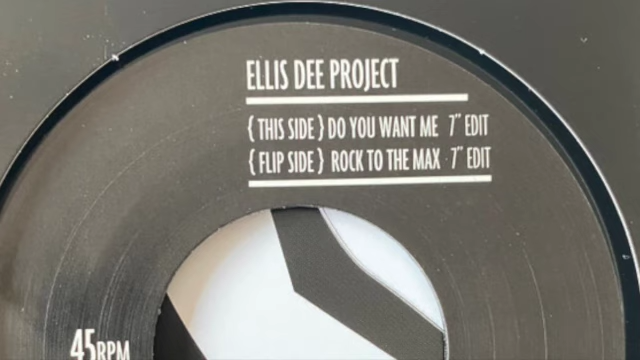 ELLIS DEE PROJECT
{ THIS SIDE } DO YOU WANT ME 7" EDIT
{ FLIP SIDE } ROCK TO THE MAX · 7" EDIT
45RPM